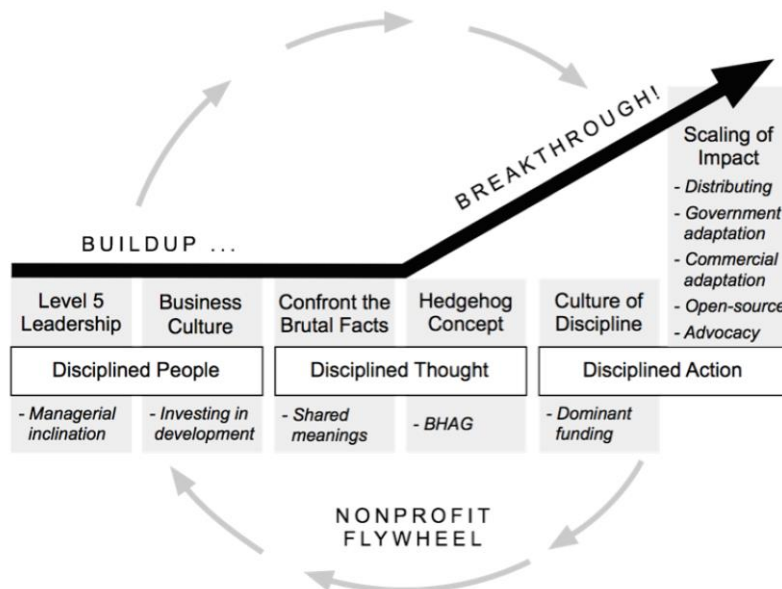 BREAKTHROUGH!
Scaling of
Impact
- Distributing
- Government
adaptation
- Commercial
adaptation
- Open-source
- Advocacy
BUILDUP ...
Level 5
Leadership
Business
Culture
Confront the
Brutal Facts
Hedgehog
Concept
Culture of
Discipline
Disciplined People
Disciplined Thought
Disciplined Action
- Managerial
inclination
- Investing in
development
- Shared
meanings
- BHAG
- Dominant
funding
NONPROFIT
FLYWHEEL